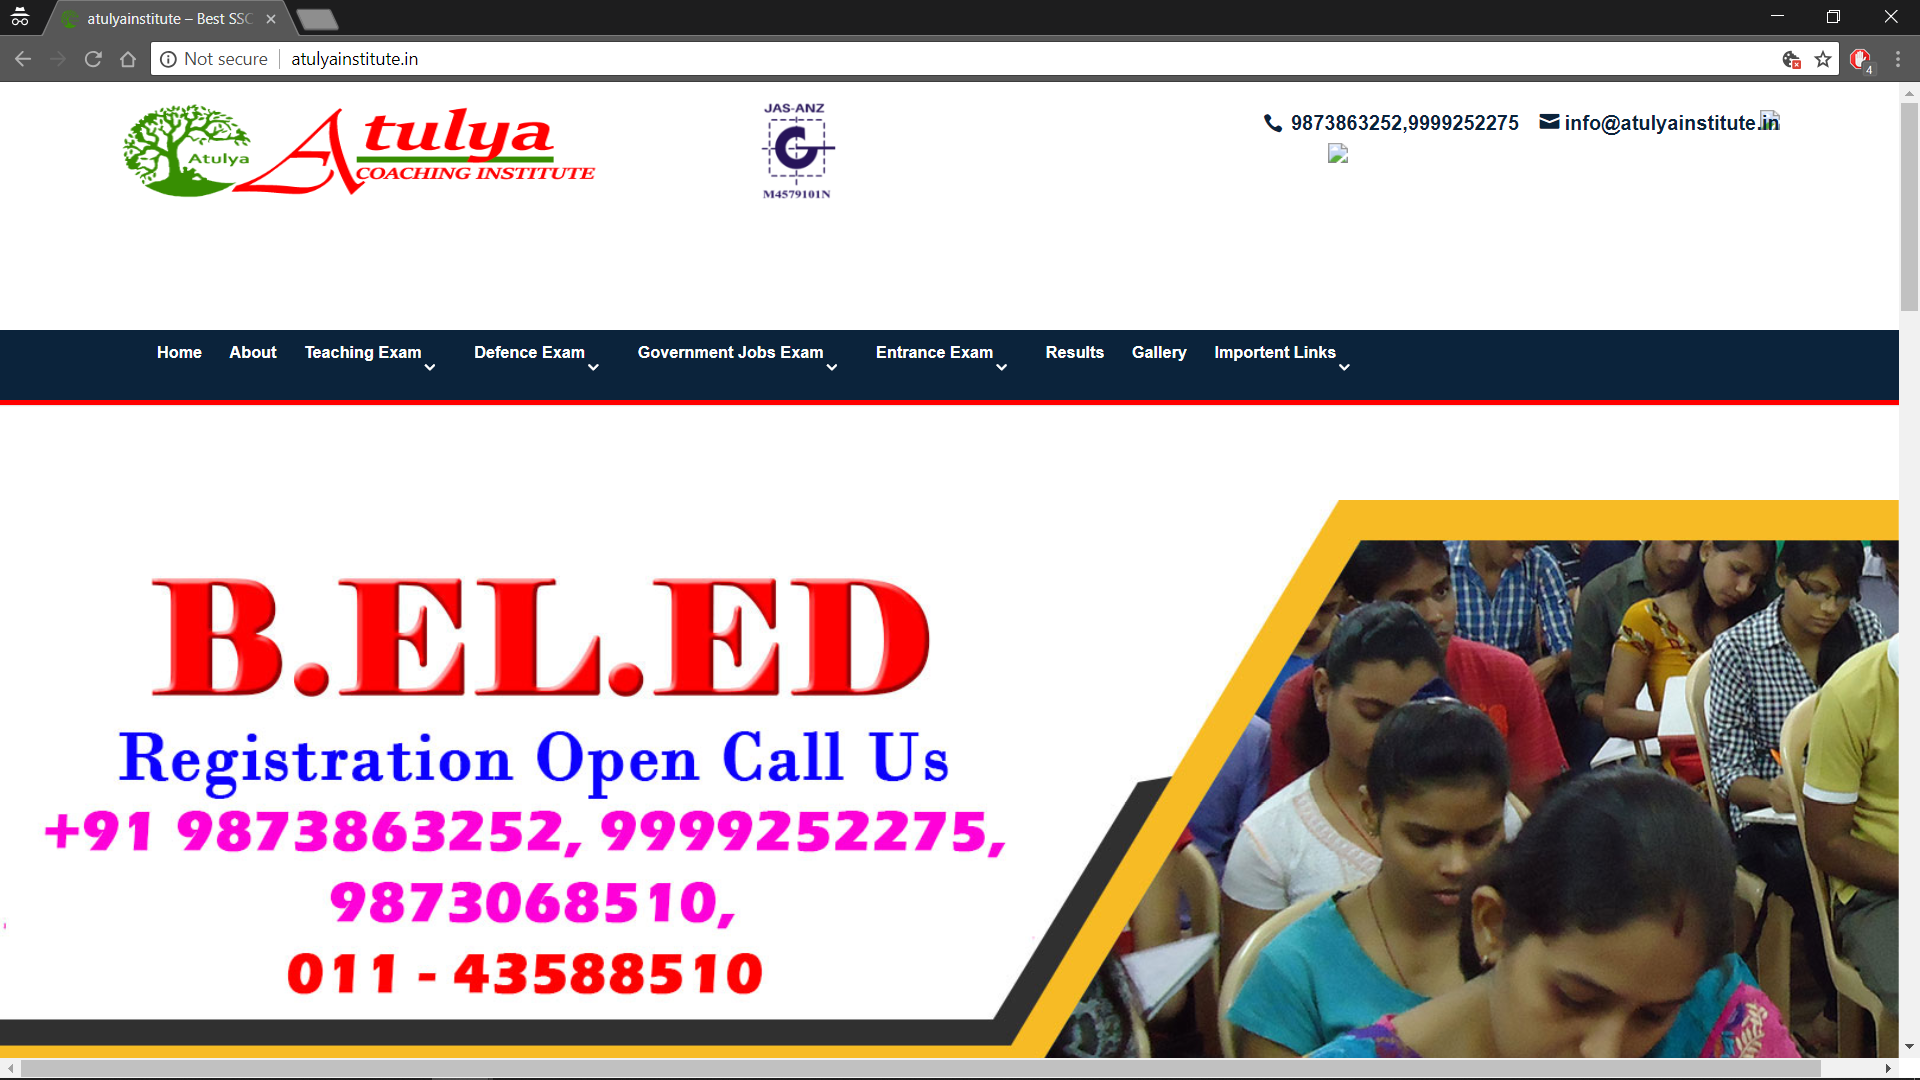 atulyainstitute – Best SSC
Not secure
atulyainstitute.in
4
Atulya
Atulya
COACHING INSTITUTE
JAS-ANZ
G
M4579101N
9873863252,9999252275
info@atulyainstitute.in
Home
About
Teaching Exam
Defence Exam
Government Jobs Exam
Entrance Exam
Results
Gallery
Importent Links
B.EL.ED
Registration Open Call Us
+91 9873863252, 9999252275,
9873068510,
011 - 43588510